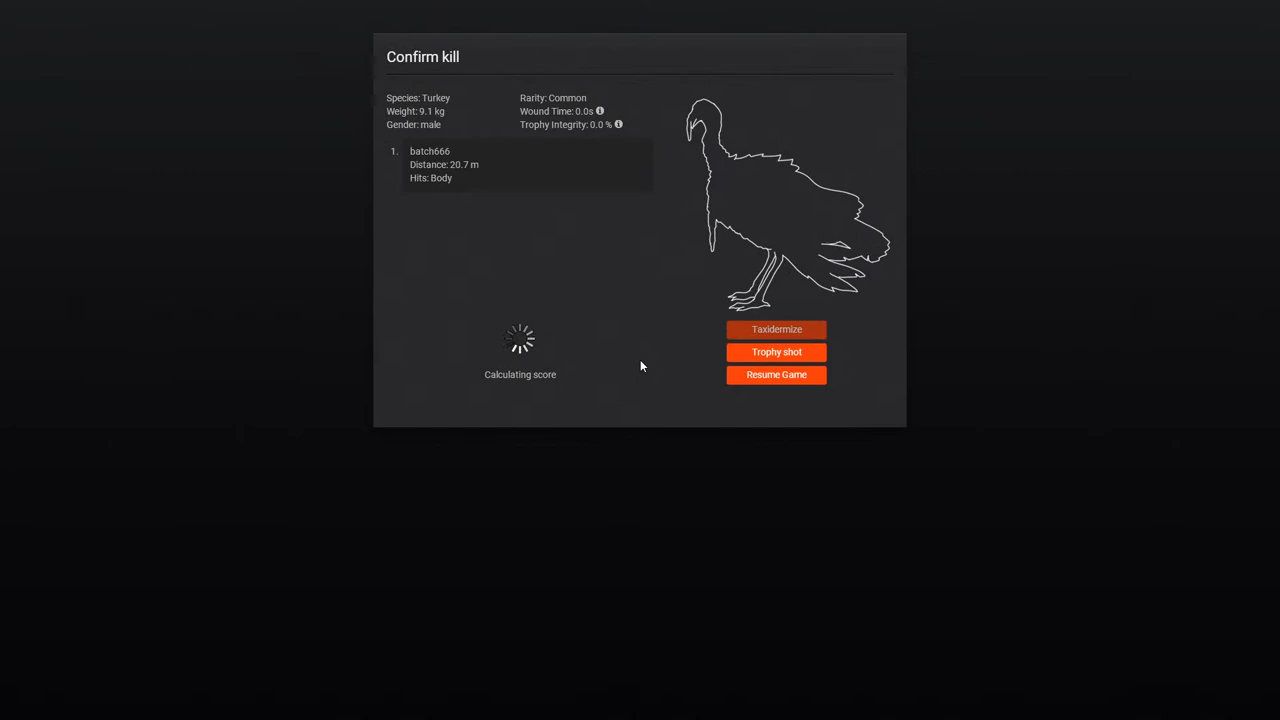 Confirm kill
Species: Turkey
Rarity: Common
Weight: 9.1 kg
Wound Time: 0.0s
Gender: male
Trophy Integrity: 0.0 %
1.
batch666
Distance: 20.7 m
Hits: Body
Calculating score
Taxidermize
Trophy shot
Resume Game